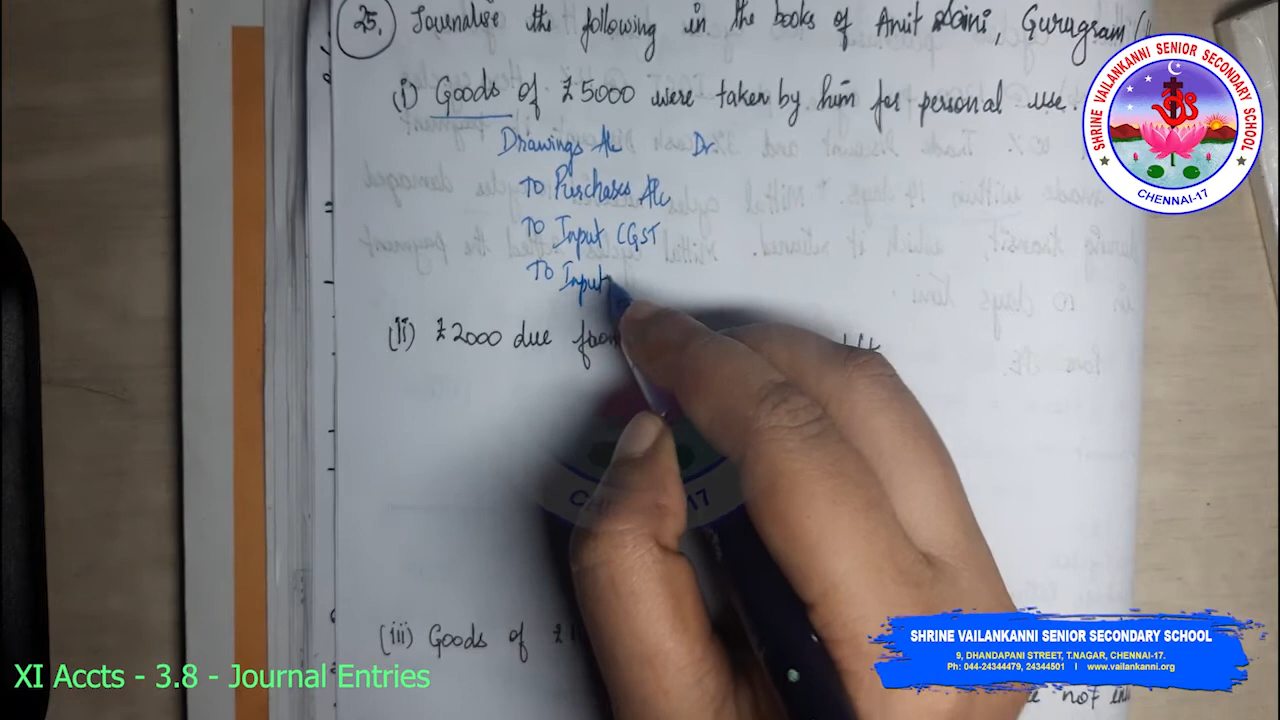 25. Journalise the following in the books of Amit Saini, Gurugram
(i) Goods of ₹5000 were taken by him for personal use.
Drawings A/c Dr.
To Purchases A/c
To Input CGST
To Input
(ii) ₹2000 due from
(iii) Goods of ₹
not
SHRINE VAILANKANNI SENIOR SECONDARY SCHOOL
CHENNAI-17
SHRINE VAILANKANNI SENIOR SECONDARY SCHOOL
9, DHANDAPANI STREET, T.NAGAR, CHENNAI-17.
Ph: 044-24344479, 24344501 I www.vailankanni.org
XI Accts - 3.8 - Journal Entries